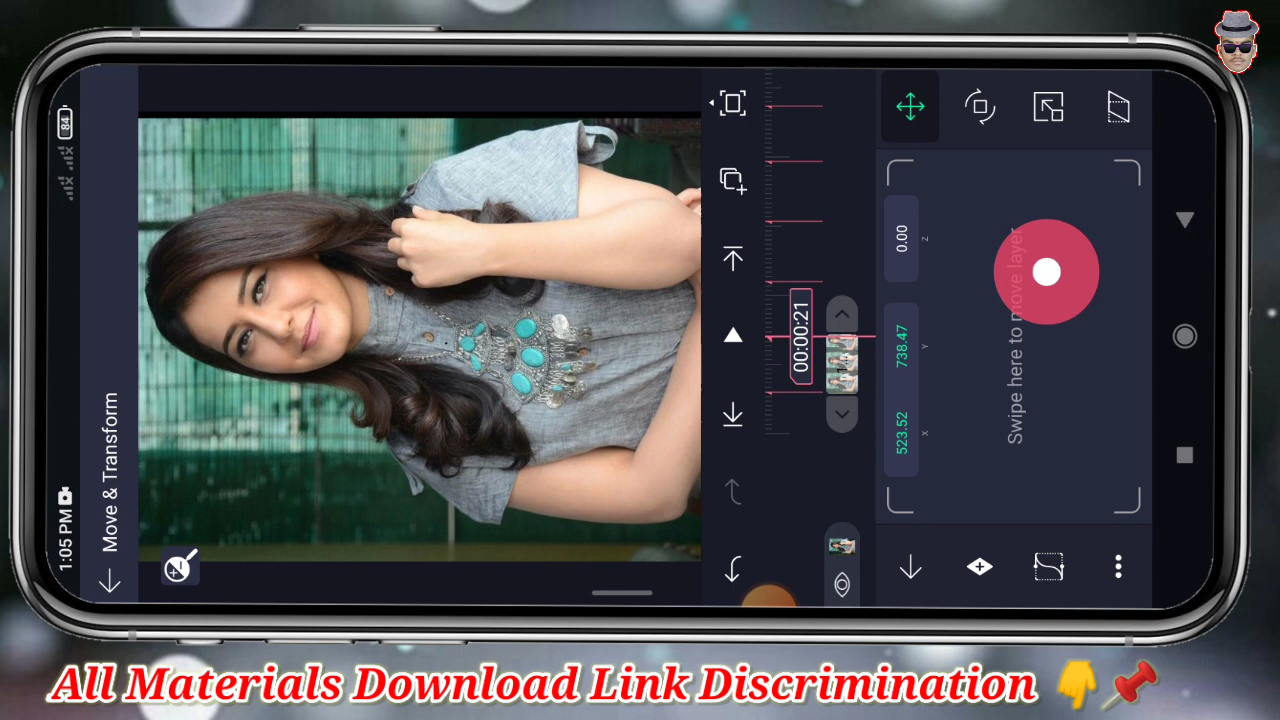 1:05 PM
84
Move & Transform
00:00:21
523.52
738.47
0.00
X
Y
Z
Swipe here to move layer
All Materials Download Link Discrimination 👇📌